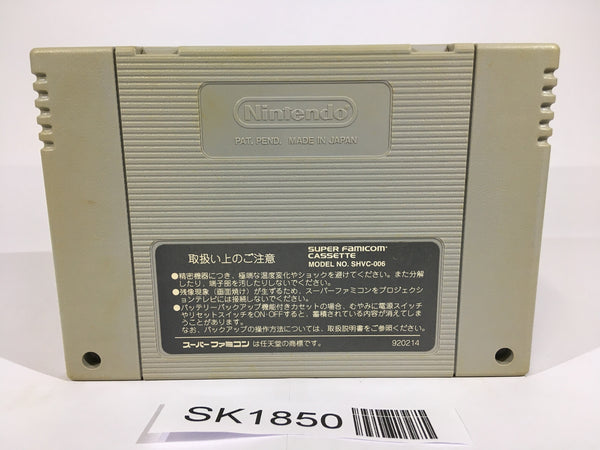 Nintendo
PAT. PEND. MADE IN JAPAN
取扱い上のご注意
SUPER FAMICOM
CASSETTE
MODEL NO. SHVC-006
●精密機器につき、極端な温度変化やショックを避けてください。また分解
したり、端子部を汚したりしないでください。
●残像現象(画面焼け)が生ずるため、スーパーファミコンをプロジェクシ
ョンテレビには接続しないでください。
●バッテリーバックアップ機能付きカセットの場合、むやみに電源スイッチ
やリセットスイッチをON・OFFすると、蓄積されている内容が消えてしま
うことがあります。
なお、バックアップの操作方法については、取扱説明書をご参照ください。
スーパーファミコン は任天堂の商標です。
920214
SK1850